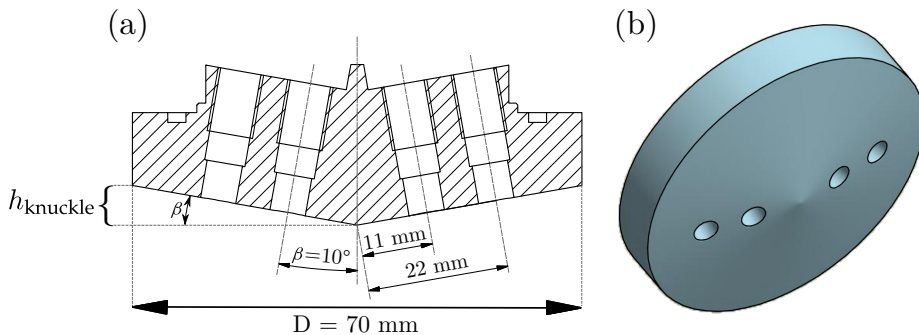 (a)
(b)
h_knuckle
β
β=10°
11 mm
22 mm
D = 70 mm